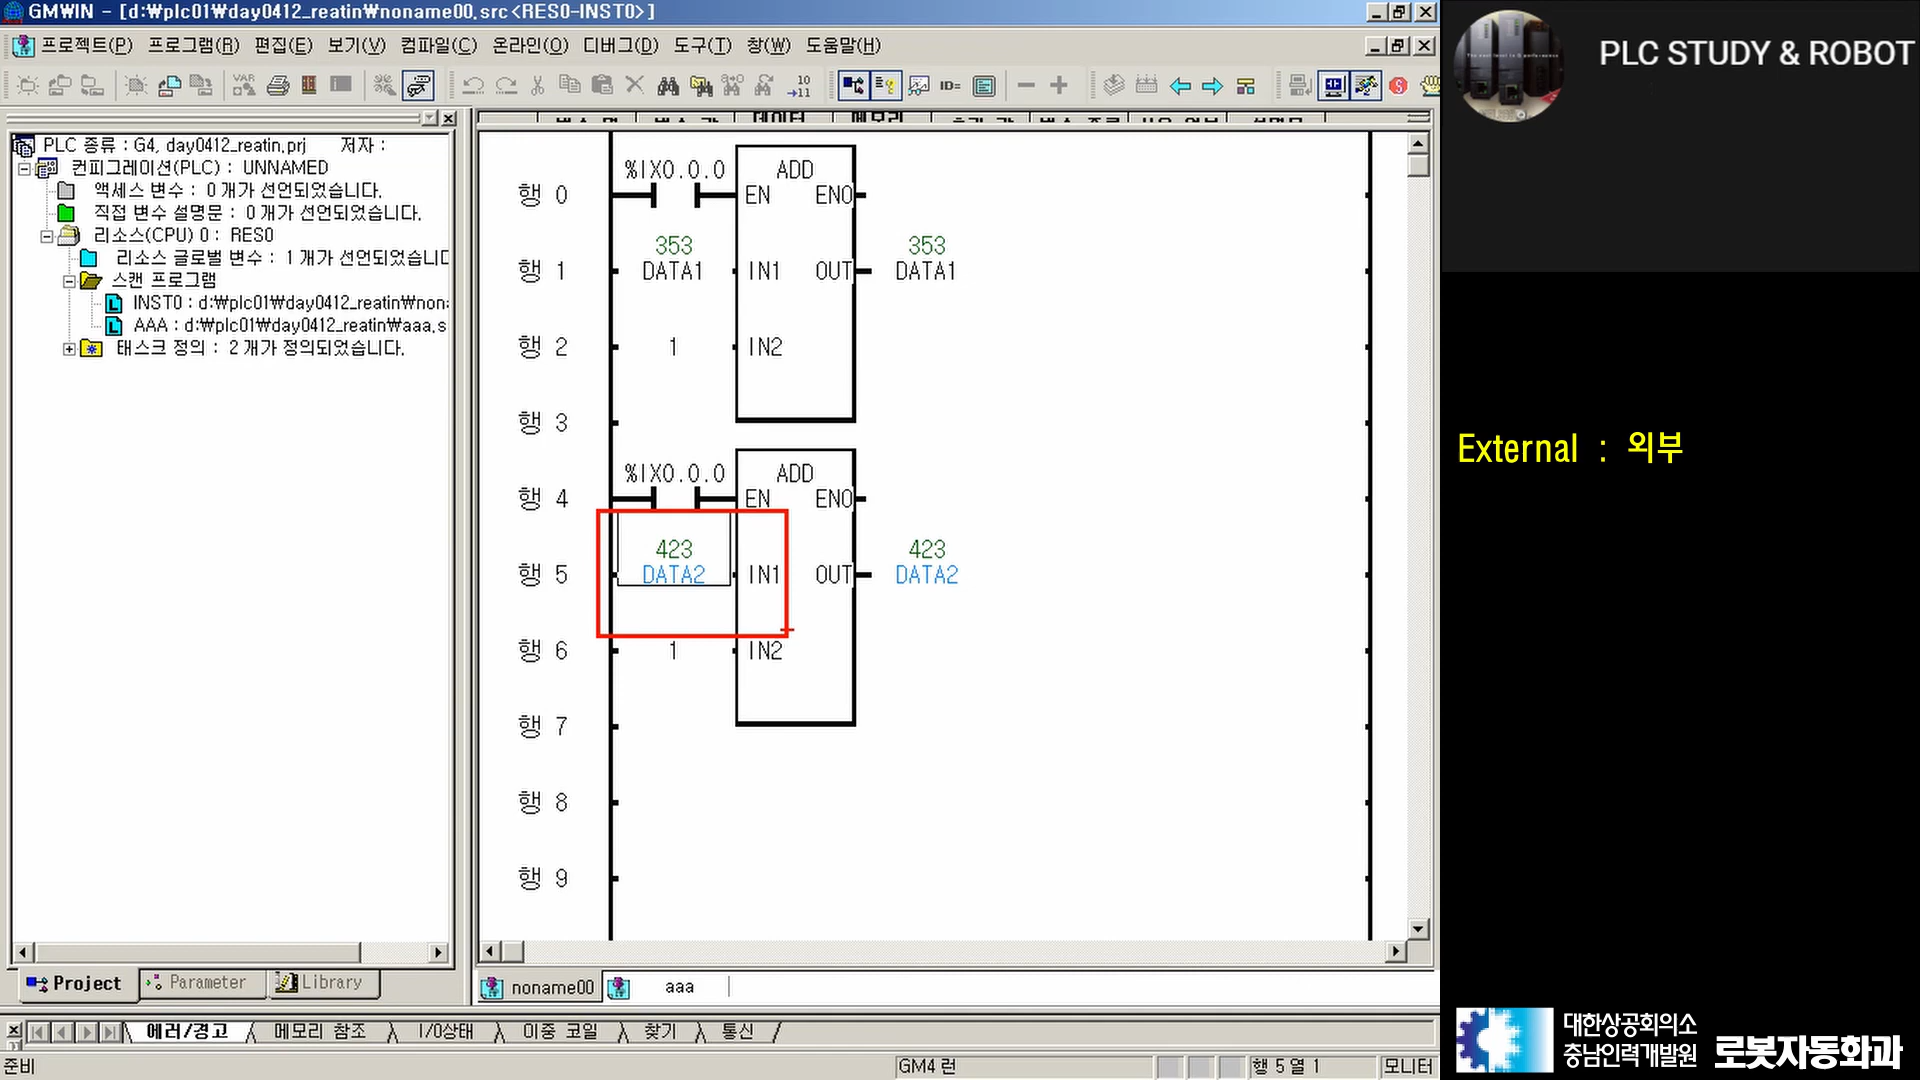 GMWIN - [d:₩plc01₩day0412_reatin₩noname00.src<RES0-INST0>]
프로젝트(P) 프로그램(R) 편집(E) 보기(V) 컴파일(C) 온라인(O) 디버그(D) 도구(T) 창(W) 도움말(H)
PLC 종류 : G4, day0412_reatin.prj 저자 :
컨피그레이션(PLC) : UNNAMED
액세스 변수 : 0 개가 선언되었습니다.
직접 변수 설명문 : 0 개가 선언되었습니다.
리소스(CPU) 0 : RES0
리소스 글로벌 변수 : 1 개가 선언되었
스캔 프로그램
INST0 : d:₩plc01₩day0412_reatin₩non
AAA : d:₩plc01₩day0412_reatin₩aaa.s
태스크 정의 : 2 개가 정의되었습니다.
Project Parameter Library
%IX0.0.0 ADD
행 0 EN ENO
353 353
행 1 DATA1 IN1 OUT DATA1
행 2 1 IN2
행 3
%IX0.0.0 ADD
행 4 EN ENO
423 423
행 5 DATA2 IN1 OUT DATA2
행 6 1 IN2
행 7
행 8
행 9
noname00 aaa
에러/경고 메모리 참조 I/O상태 이중 코일 찾기 통신
준비 GM4 런 행 5 열 1 모니터
PLC STUDY & ROBOT
External : 외부
대한상공회의소
충남인력개발원 로봇자동화과